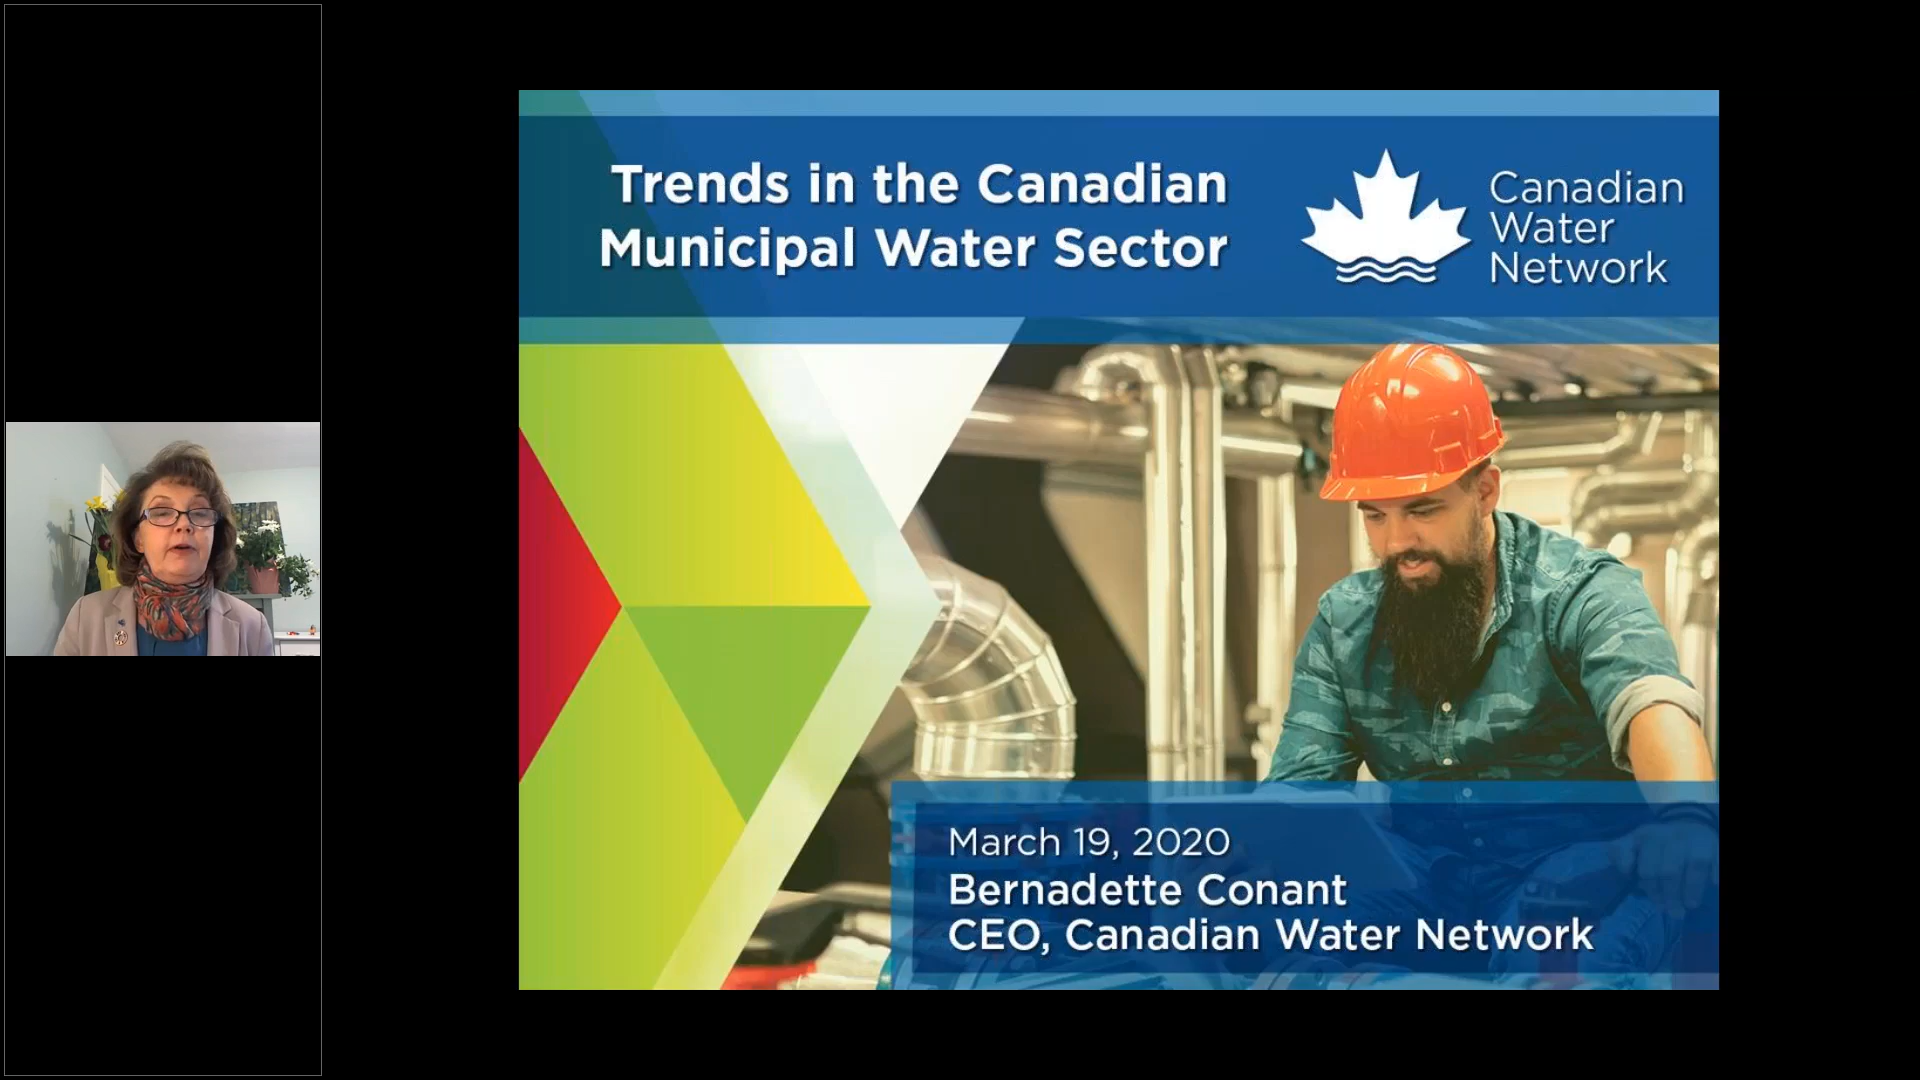 Trends in the Canadian
Municipal Water Sector
Canadian
Water
Network
March 19, 2020
Bernadette Conant
CEO, Canadian Water Network